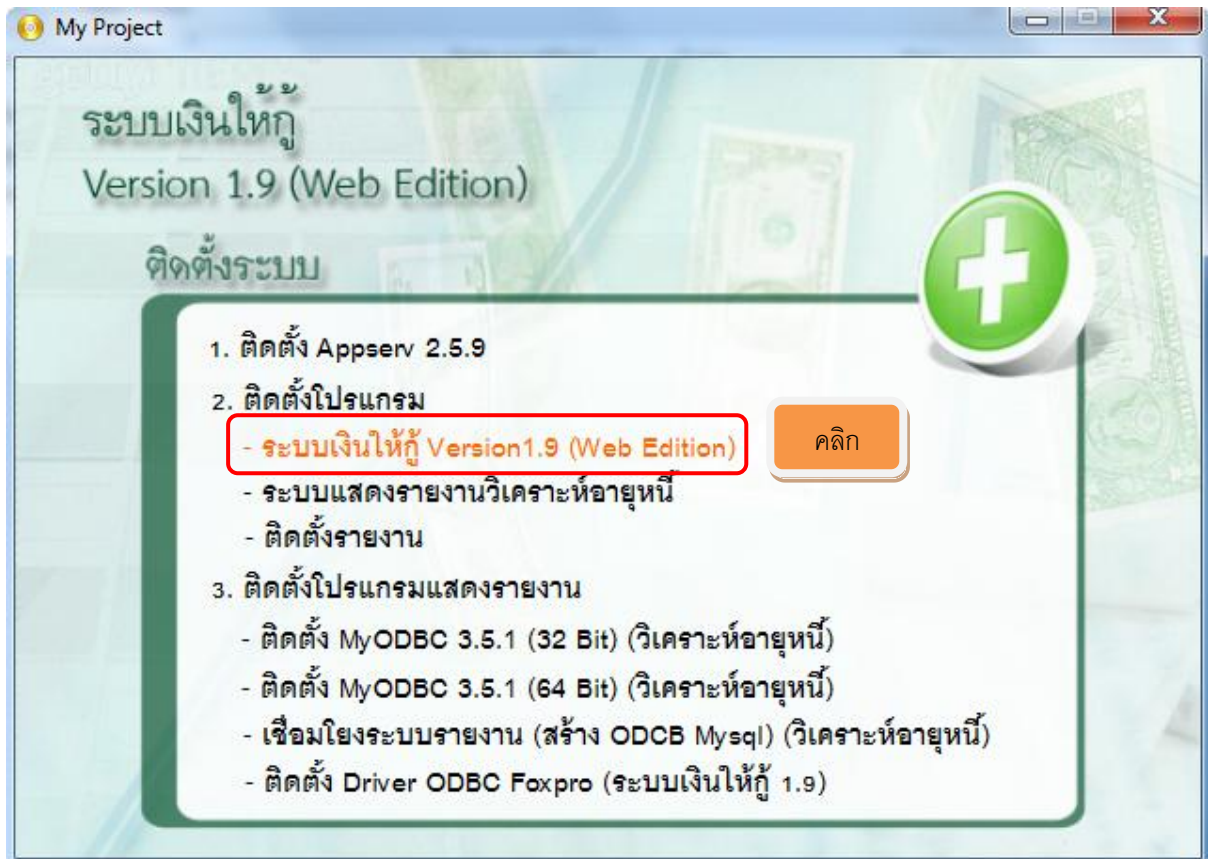 My Project
ระบบเงินให้กู้
Version 1.9 (Web Edition)
ติดตั้งระบบ
1. ติดตั้ง Appserv 2.5.9
2. ติดตั้งโปรแกรม
- ระบบเงินให้กู้ Version1.9 (Web Edition)
คลิก
- ระบบแสดงรายงานวิเคราะห์อายุหนี้
- ติดตั้งรายงาน
3. ติดตั้งโปรแกรมแสดงรายงาน
- ติดตั้ง MyODBC 3.5.1 (32 Bit) (วิเคราะห์อายุหนี้)
- ติดตั้ง MyODBC 3.5.1 (64 Bit) (วิเคราะห์อายุหนี้)
- เชื่อมโยงระบบรายงาน (สร้าง ODCB Mysql) (วิเคราะห์อายุหนี้)
- ติดตั้ง Driver ODBC Foxpro (ระบบเงินให้กู้ 1.9)